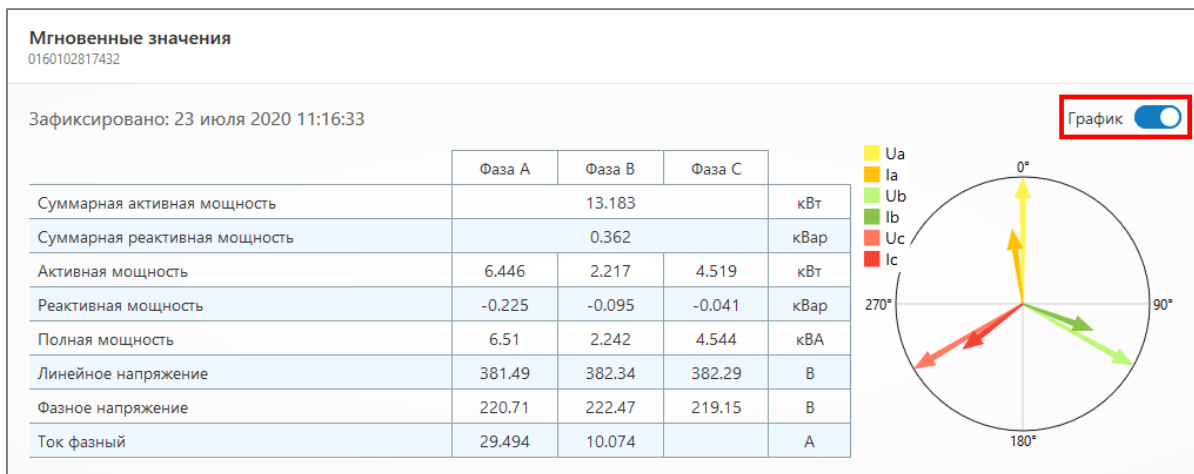 Мгновенные значения
0160102817432
Зафиксировано: 23 июля 2020 11:16:33
График
Фаза A Фаза B Фаза C
Суммарная активная мощность 13.183 кВт
Суммарная реактивная мощность 0.362 кВар
Активная мощность 6.446 2.217 4.519 кВт
Реактивная мощность -0.225 -0.095 -0.041 кВар
Полная мощность 6.51 2.242 4.544 кВА
Линейное напряжение 381.49 382.34 382.29 В
Фазное напряжение 220.71 222.47 219.15 В
Ток фазный 29.494 10.074 А
Ua
Ia
Ub
Ib
Uc
Ic
0°
270°
90°
180°